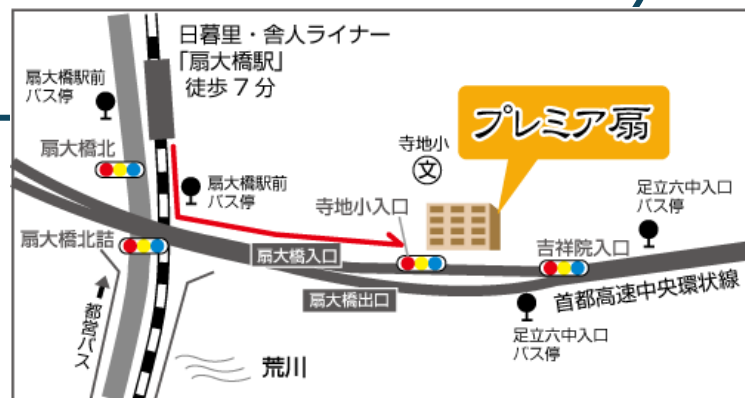 日暮里・舎人ライナー
「扇大橋駅」
徒歩7分
扇大橋駅前
バス停
扇大橋北
扇大橋駅前
バス停
寺地小
文
プレミア扇
寺地小入口
足立六中入口
バス停
扇大橋北詰
扇大橋入口
吉祥院入口
扇大橋出口
首都高速中央環状線
都営バス
足立六中入口
バス停
荒川